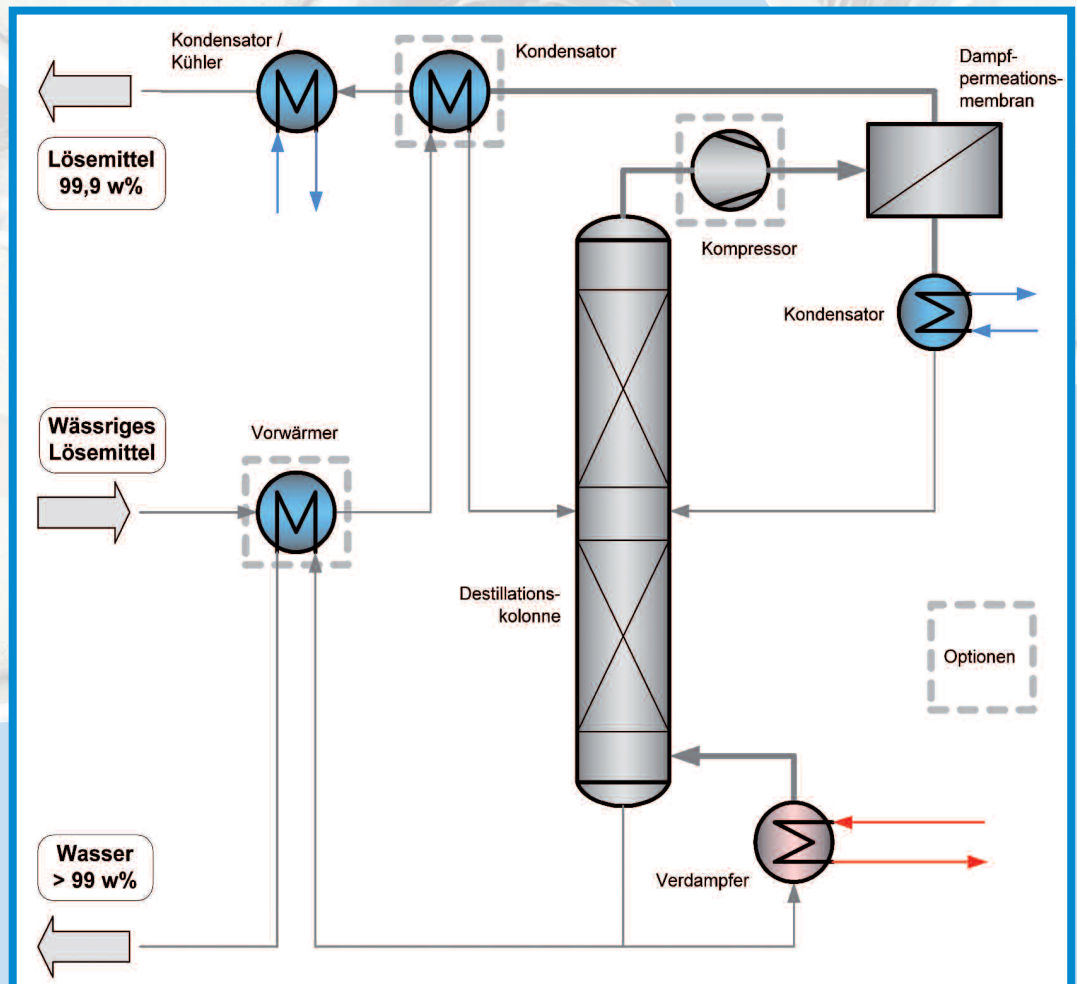 Kondensator /
Kühler
Kondensator
Dampf-
permeations-
membran
Lösemittel
99,9 w%
Kompressor
Kondensator
Wässriges
Lösemittel
Vorwärmer
Destillations-
kolonne
Optionen
Wasser
> 99 w%
Verdampfer